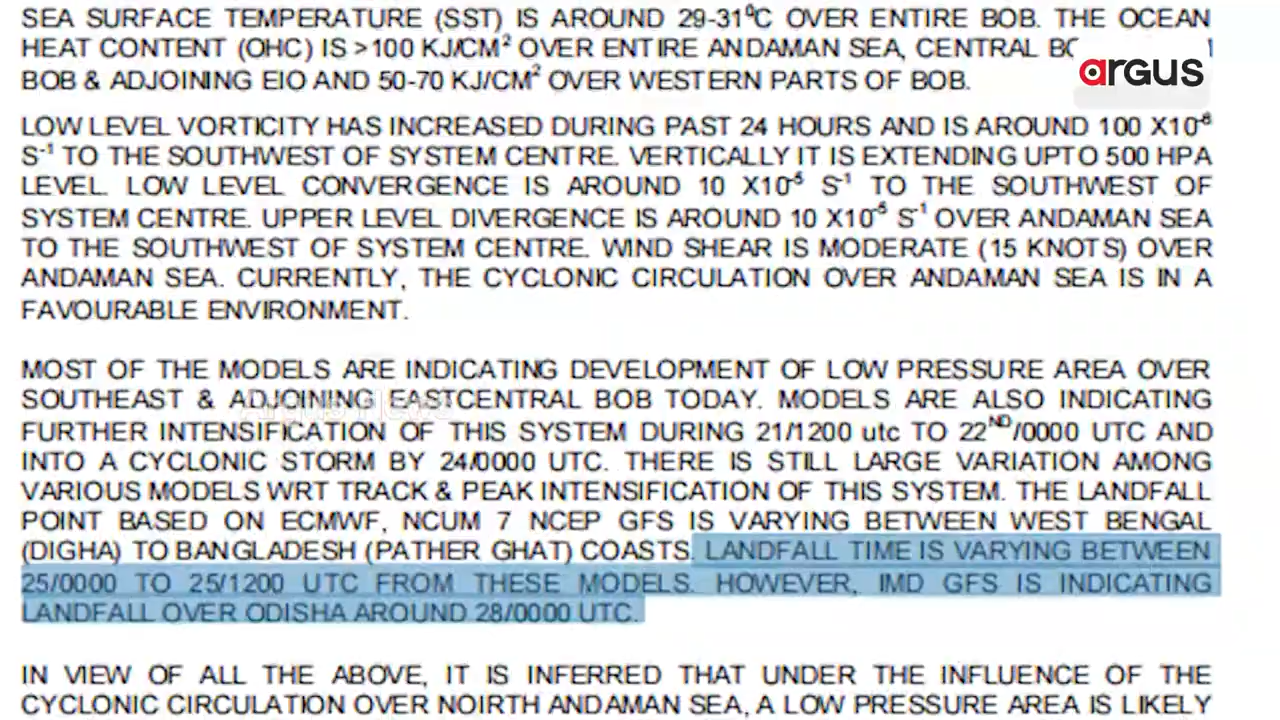 SEA SURFACE TEMPERATURE (SST) IS AROUND 29-31⁰C OVER ENTIRE BOB. THE OCEAN
HEAT CONTENT (OHC) IS >100 KJ/CM² OVER ENTIRE ANDAMAN SEA, CENTRAL
BOB & ADJOINING EIO AND 50-70 KJ/CM² OVER WESTERN PARTS OF BOB.
argus
LOW LEVEL VORTICITY HAS INCREASED DURING PAST 24 HOURS AND IS AROUND 100 X10⁻⁶
S⁻¹ TO THE SOUTHWEST OF SYSTEM CENTRE. VERTICALLY IT IS EXTENDING UPTO 500 HPA
LEVEL. LOW LEVEL CONVERGENCE IS AROUND 10 X10⁻⁵ S⁻¹ TO THE SOUTHWEST OF
SYSTEM CENTRE. UPPER LEVEL DIVERGENCE IS AROUND 10 X10⁻⁵ S⁻¹ OVER ANDAMAN SEA
TO THE SOUTHWEST OF SYSTEM CENTRE. WIND SHEAR IS MODERATE (15 KNOTS) OVER
ANDAMAN SEA. CURRENTLY, THE CYCLONIC CIRCULATION OVER ANDAMAN SEA IS IN A
FAVOURABLE ENVIRONMENT.
MOST OF THE MODELS ARE INDICATING DEVELOPMENT OF LOW PRESSURE AREA OVER
SOUTHEAST & ADJOINING EASTCENTRAL BOB TODAY. MODELS ARE ALSO INDICATING
Argus News
FURTHER INTENSIFICATION OF THIS SYSTEM DURING 21/1200 utc TO 22ᴺᴰ/0000 UTC AND
INTO A CYCLONIC STORM BY 24/0000 UTC. THERE IS STILL LARGE VARIATION AMONG
VARIOUS MODELS WRT TRACK & PEAK INTENSIFICATION OF THIS SYSTEM. THE LANDFALL
POINT BASED ON ECMWF, NCUM 7 NCEP GFS IS VARYING BETWEEN WEST BENGAL
(DIGHA) TO BANGLADESH (PATHER GHAT) COASTS. LANDFALL TIME IS VARYING BETWEEN
25/0000 TO 25/1200 UTC FROM THESE MODELS. HOWEVER, IMD GFS IS INDICATING
LANDFALL OVER ODISHA AROUND 28/0000 UTC.
IN VIEW OF ALL THE ABOVE, IT IS INFERRED THAT UNDER THE INFLUENCE OF THE
CYCLONIC CIRCULATION OVER NOIRTH ANDAMAN SEA, A LOW PRESSURE AREA IS LIKELY